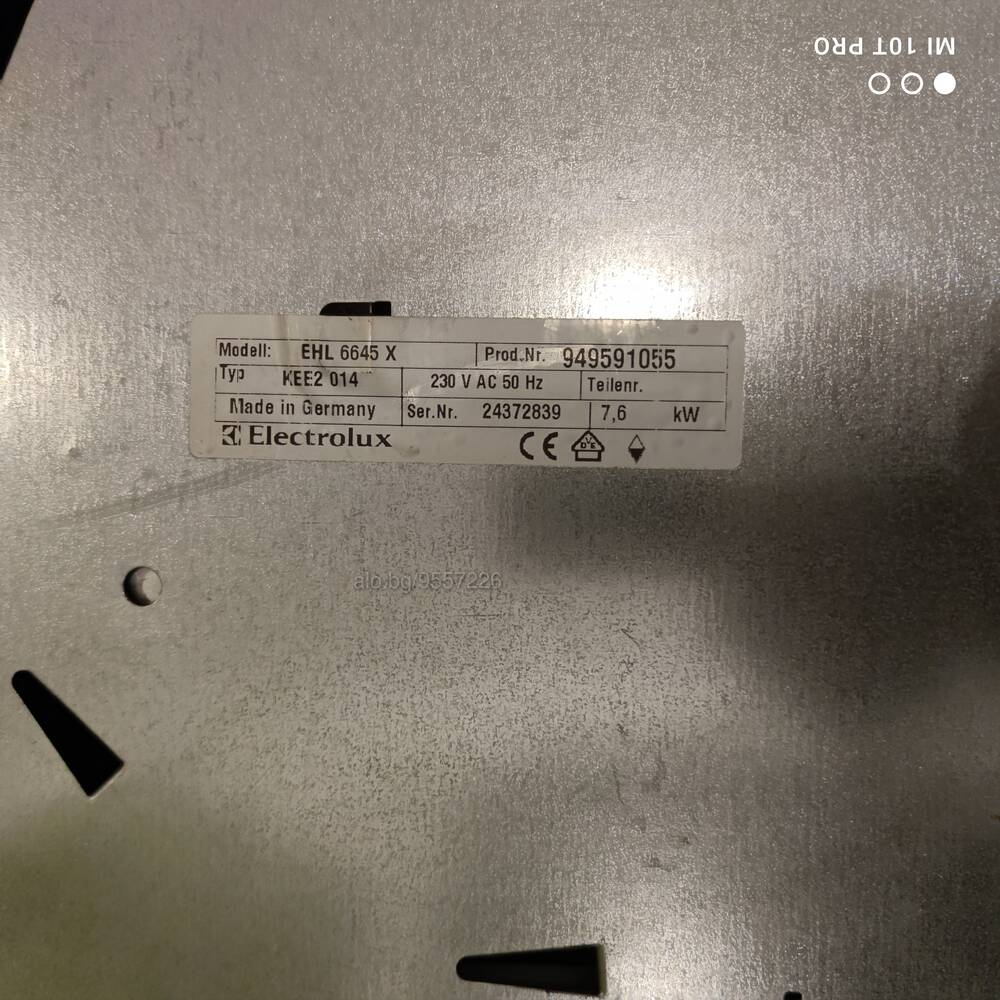 MI 10T PRO
Modell: EHL 6645 X Prod.Nr. 949591055
Typ KEE2 014 230 V AC 50 Hz Teilenr.
Made in Germany Ser.Nr. 24372839 7,6 kW
Electrolux CE DVE
alo.bg/9557226